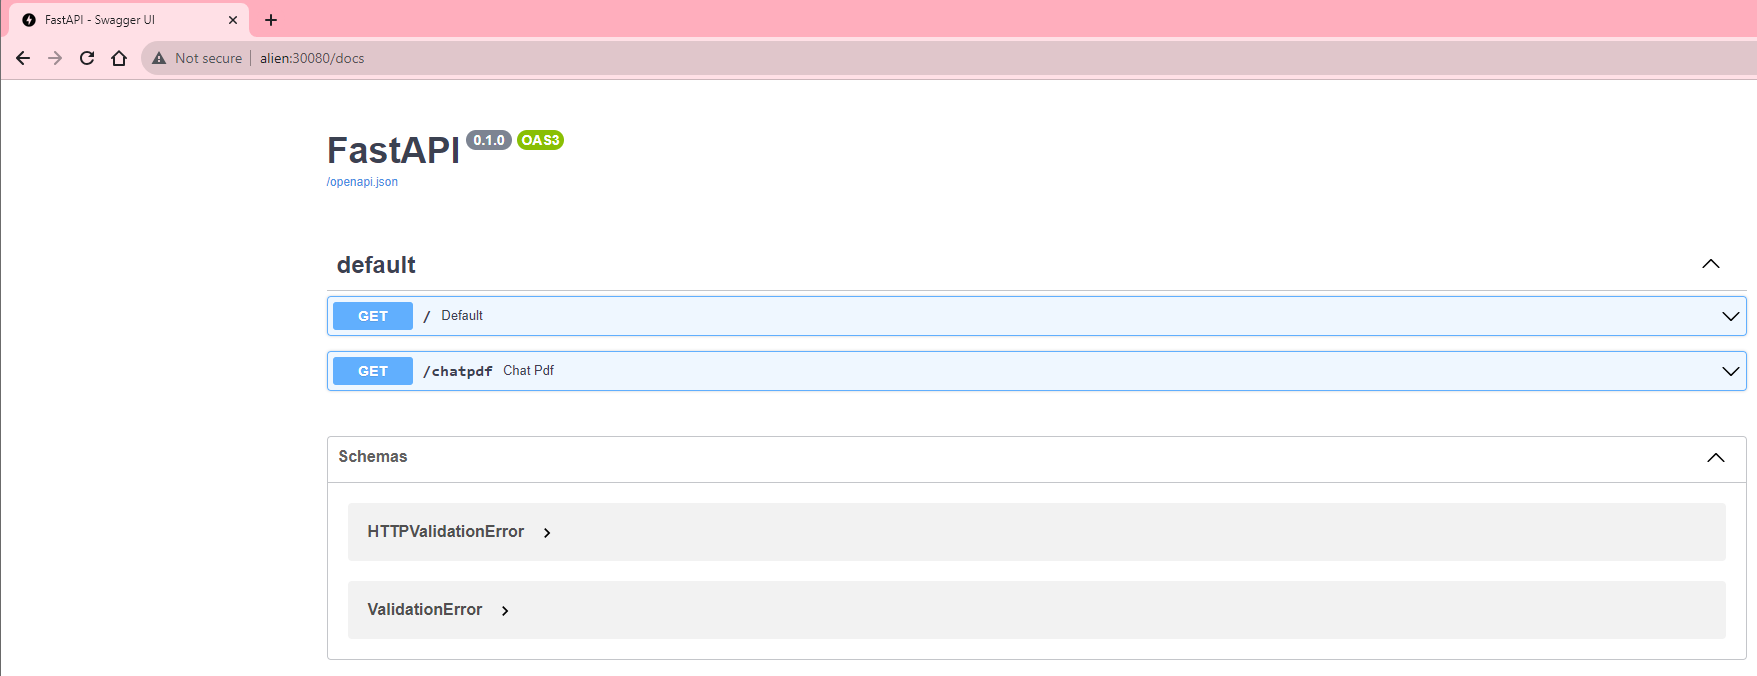 FastAPI - Swagger UI
Not secure alien:30080/docs
FastAPI 0.1.0 OAS3
/openapi.json
default
GET / Default
GET /chatpdf Chat Pdf
Schemas
HTTPValidationError
ValidationError